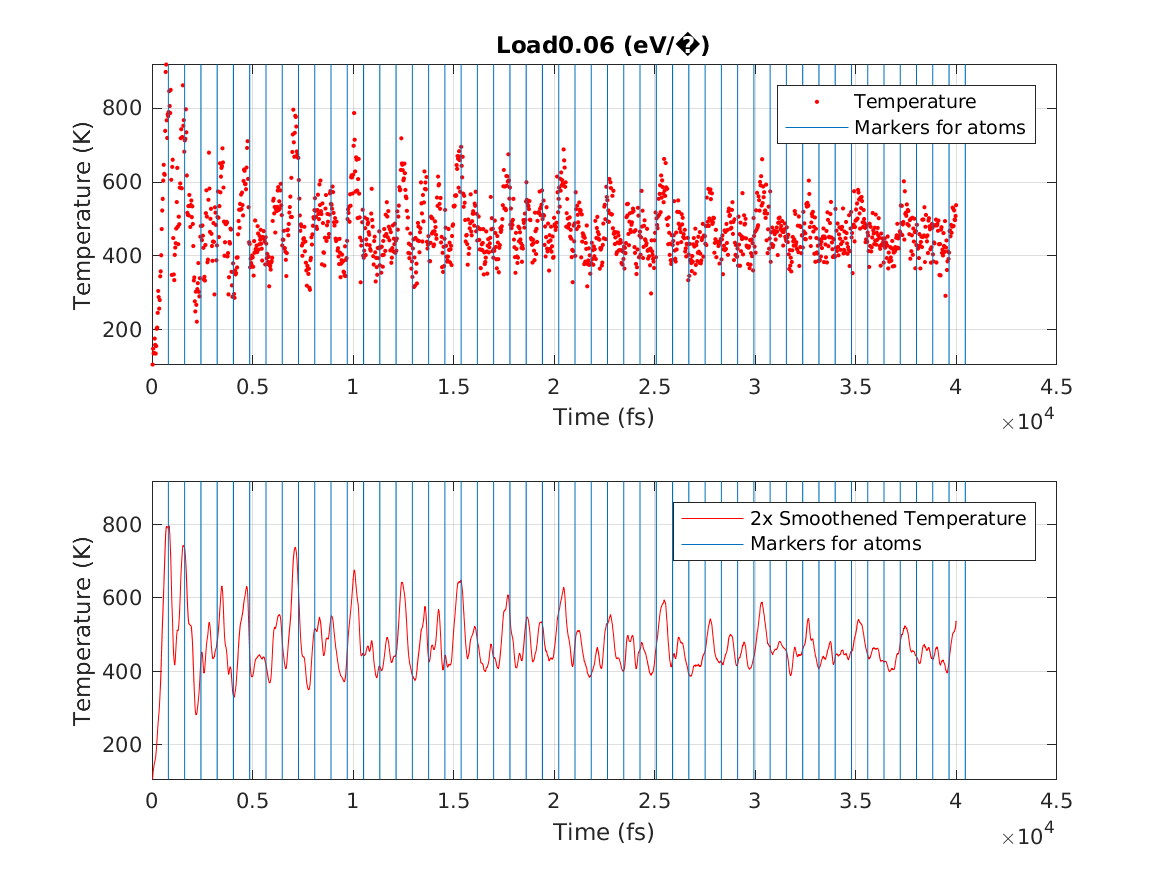 Load0.06 (eV/�)
Temperature (K)
800
600
400
200
Temperature
Markers for atoms
0 0.5 1 1.5 2 2.5 3 3.5 4 4.5
Time (fs)
×10^4
Temperature (K)
800
600
400
200
2x Smoothened Temperature
Markers for atoms
0 0.5 1 1.5 2 2.5 3 3.5 4 4.5
Time (fs)
×10^4